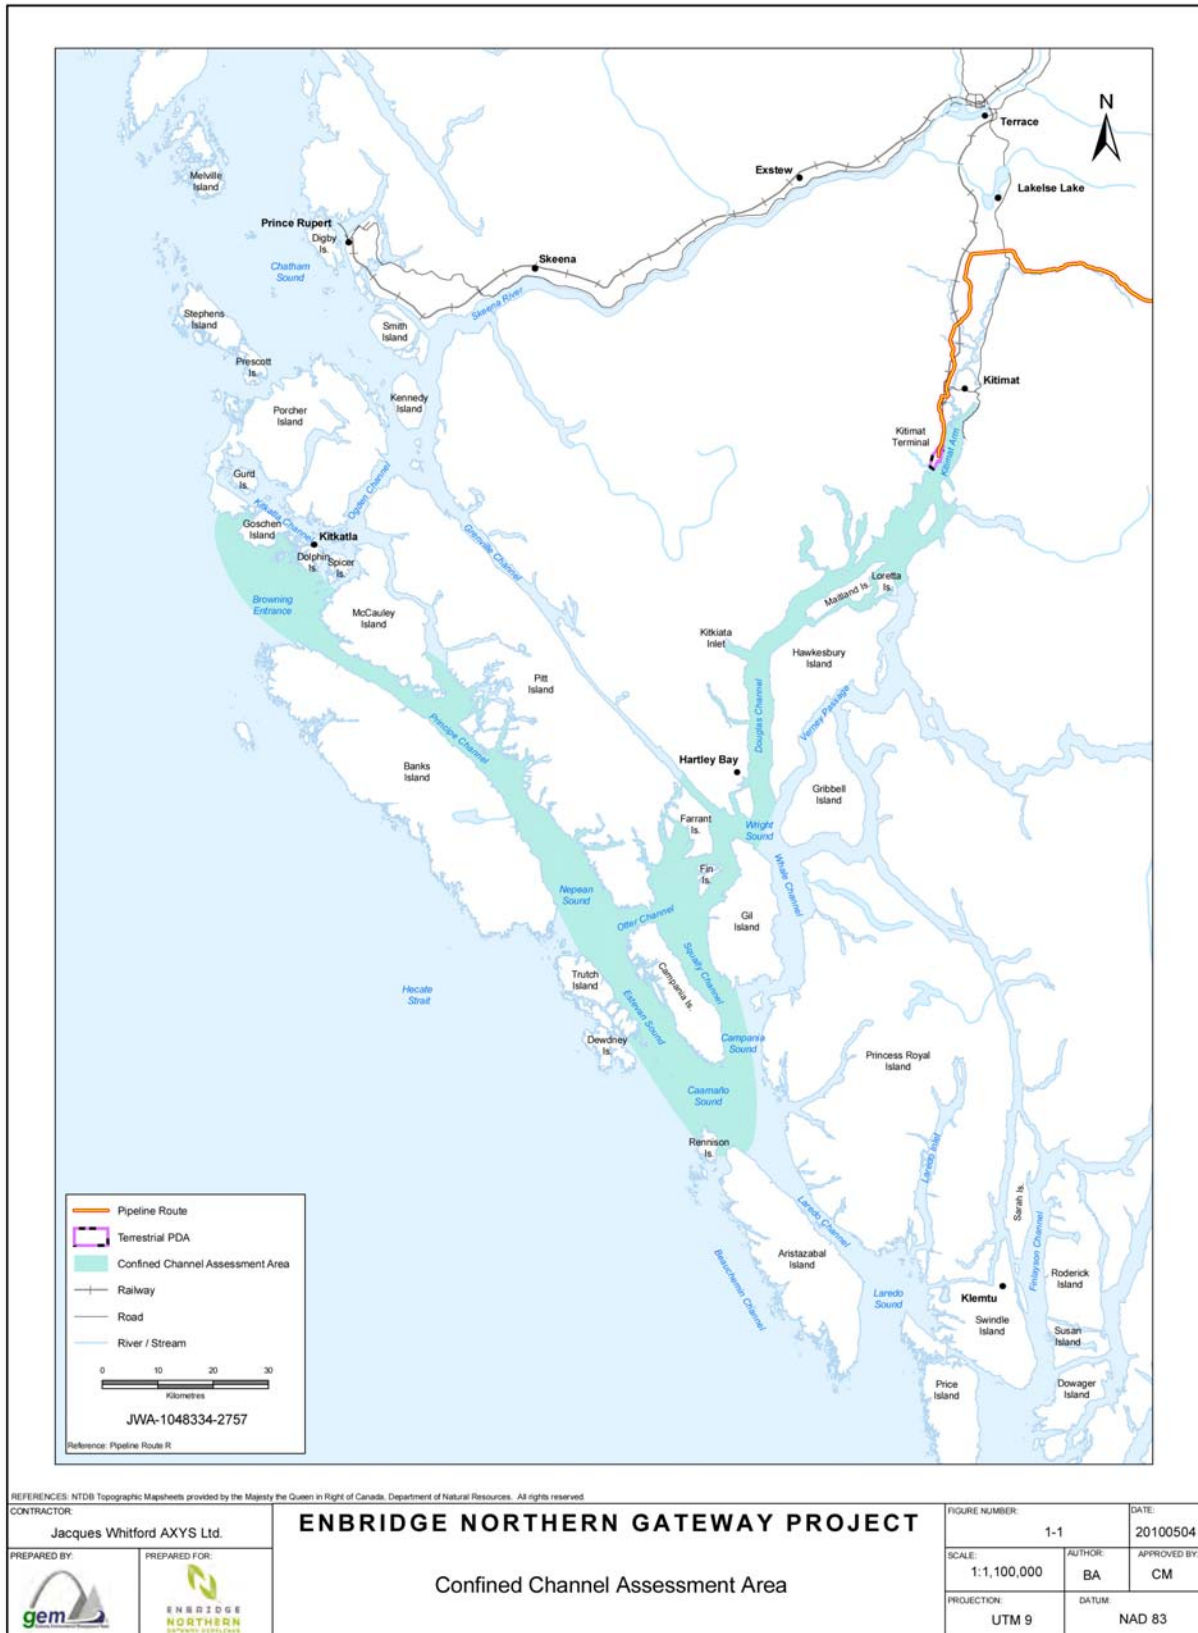 N
Terrace
Exstew
Lakelse Lake
Melville
Island
Prince Rupert
Digby
Is.
Skeena
Chatham
Sound
Skeena River
Stephens
Island
Smith
Island
Prescott
Is.
Kitimat
Kennedy
Island
Porcher
Island
Kitimat
Terminal
Kitimat Arm
Gurd
Is.
Ogden Channel
Kitkatla Channel
Goschen
Island
Kitkatla
Dolphin
Is.
Spicer
Is.
Grenville Channel
Browning
Entrance
McCauley
Island
Maitland Is.
Loretta
Is.
Kitkiata
Inlet
Hawkesbury
Island
Pitt
Island
Douglas Channel
Verney Passage
Principe Channel
Banks
Island
Hartley Bay
Gribbell
Island
Farrant
Is.
Wright
Sound
Fin
Is.
Whale Channel
Nepean
Sound
Otter Channel
Gil
Island
Squally Channel
Campania Is.
Trutch
Island
Hecate
Strait
Estevan Sound
Dewdney
Is.
Campania
Sound
Princess Royal
Island
Caamaño
Sound
Rennison
Is.
Laredo Inlet
Laredo Channel
Sarah Is.
Finlayson Channel
Aristazabal
Island
Beauchemin Channel
Laredo
Sound
Klemtu
Swindle
Island
Roderick
Island
Susan
Island
Price
Island
Dowager
Island
Pipeline Route
Terrestrial PDA
Confined Channel Assessment Area
Railway
Road
River / Stream
0 10 20 30
Kilometres
JWA-1048334-2757
Reference: Pipeline Route R
REFERENCES: NTDB Topographic Mapsheets provided by the Majesty the Queen in Right of Canada, Department of Natural Resources. All rights reserved.
CONTRACTOR:
Jacques Whitford AXYS Ltd.
PREPARED BY:
gem
PREPARED FOR:
ENBRIDGE
NORTHERN
ENBRIDGE NORTHERN GATEWAY PROJECT
Confined Channel Assessment Area
FIGURE NUMBER:
1-1
DATE:
20100504
SCALE:
1:1,100,000
AUTHOR:
BA
APPROVED BY:
CM
PROJECTION:
UTM 9
DATUM:
NAD 83